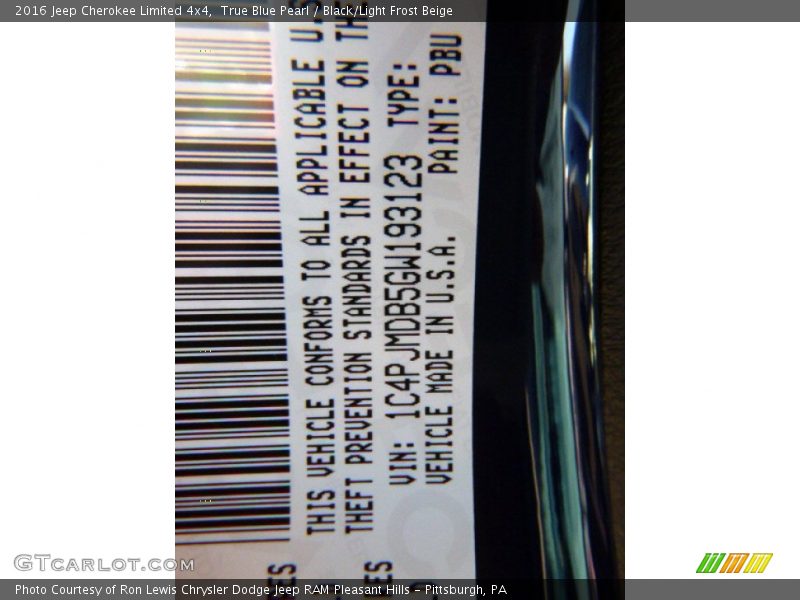 2016 Jeep Cherokee Limited 4x4, True Blue Pearl / Black/Light Frost Beige
THIS VEHICLE CONFORMS TO ALL APPLICABLE U.S
THEFT PREVENTION STANDARDS IN EFFECT ON THE
VIN: 1C4PJMDB5GW193123 TYPE:
VEHICLE MADE IN U.S.A. PAINT: PBU
GTCARLOT.COM
Photo Courtesy of Ron Lewis Chrysler Dodge Jeep RAM Pleasant Hills - Pittsburgh, PA